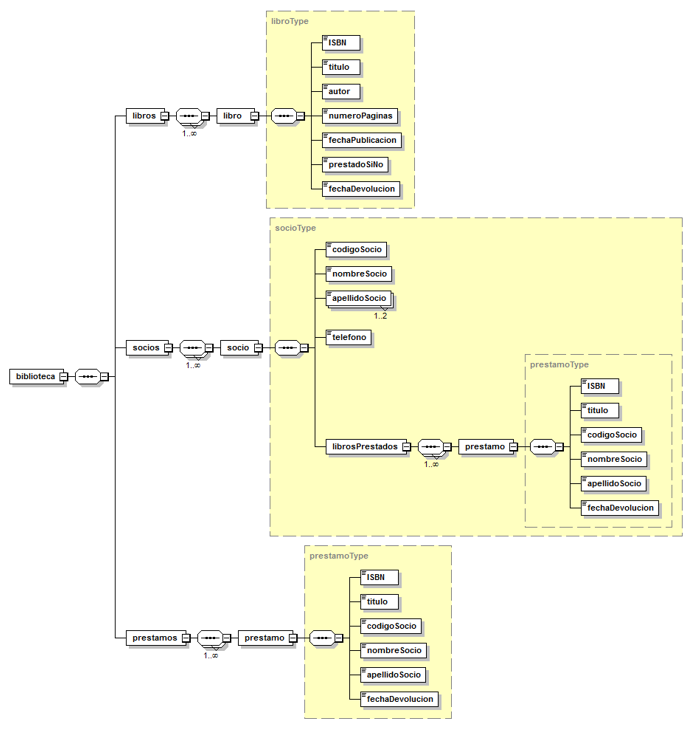 libroType
ISBN
titulo
autor
libros
libro
numeroPaginas
1..∞
fechaPublicacion
prestadoSiNo
fechaDevolucion
socioType
codigoSocio
nombreSocio
apellidoSocio
1..2
telefono
socios
socio
1..∞
prestamoType
biblioteca
ISBN
titulo
codigoSocio
librosPrestados
prestamo
nombreSocio
1..∞
apellidoSocio
fechaDevolucion
prestamoType
ISBN
titulo
codigoSocio
prestamos
prestamo
nombreSocio
1..∞
apellidoSocio
fechaDevolucion